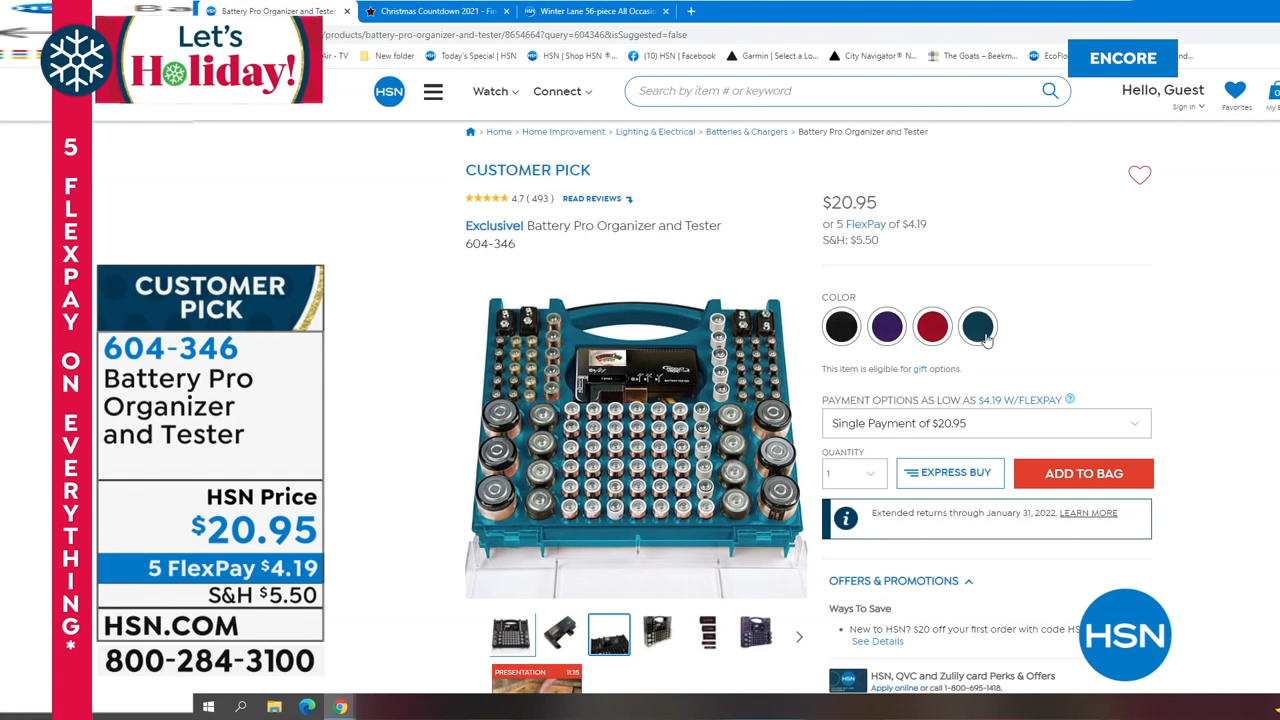 Battery Pro Organizer and Tester
Christmas Countdown 2021 - Fin
Winter Lane 56-piece All Occasio
/products/battery-pro-organizer-and-tester/8654664?query=604346&isSuggested=false
Air - TV
New folder
Today's Special | HSN
HSN | Shop HSN ®...
(10) HSN | Facebook
Garmin | Select a Lo...
City Navigator® N...
The Goats – Beekm...
EcoFlo
Let's
Holiday!
ENCORE
HSN
Watch
Connect
Search by item # or keyword
Hello, Guest
Sign In
Favorites
0
My B
Home > Home Improvement > Lighting & Electrical > Batteries & Chargers > Battery Pro Organizer and Tester
5 FLEXPAY ON EVERYTHING*
CUSTOMER PICK
4.7 ( 493 ) READ REVIEWS
Exclusive! Battery Pro Organizer and Tester
604-346
$20.95
or 5 FlexPay of $4.19
S&H: $5.50
COLOR
This item is eligible for gift options.
PAYMENT OPTIONS AS LOW AS $4.19 W/FLEXPAY
Single Payment of $20.95
QUANTITY
1
EXPRESS BUY
ADD TO BAG
Extended returns through January 31, 2022. LEARN MORE
OFFERS & PROMOTIONS
Ways To Save
• New to HSN? $20 off your first order with code HS
See Details
HSN
HSN, QVC and Zulily card Perks & Offers
Apply online or call 1-800-695-1418.
PRESENTATION 11:15
CUSTOMER
PICK
604-346
Battery Pro
Organizer
and Tester
HSN Price
$20.95
5 FlexPay $4.19
S&H $5.50
HSN.COM
800-284-3100